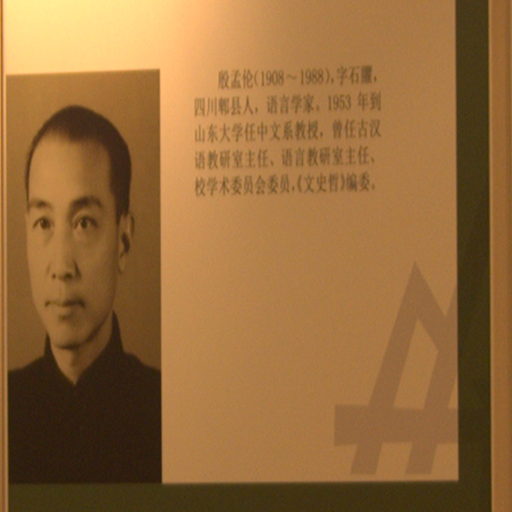 殷孟伦(1908～1988),字石臞,
四川郫县人，语言学家。1953 年到
山东大学任中文系教授，曾任古汉
语教研室主任、语言教研室主任、
校学术委员会委员,《文史哲》编委。